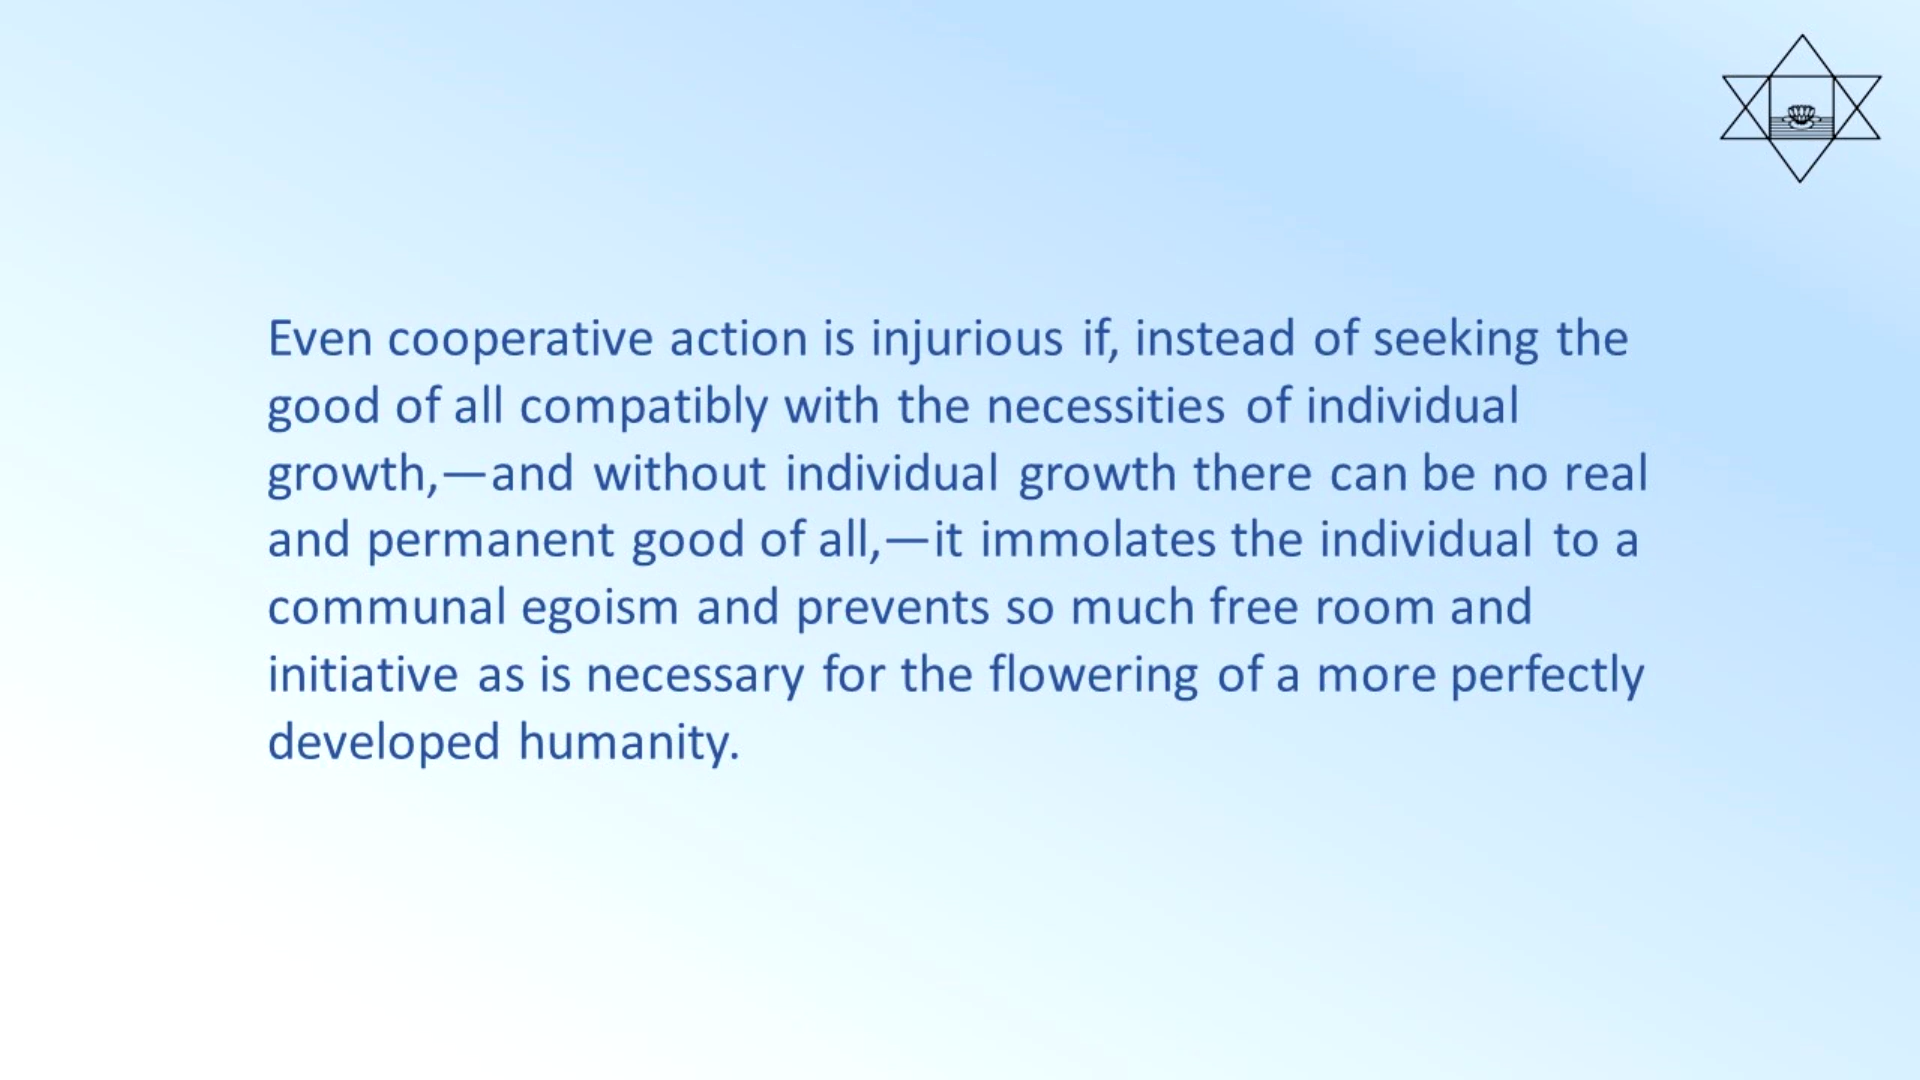 Even cooperative action is injurious if, instead of seeking the
good of all compatibly with the necessities of individual
growth,—and without individual growth there can be no real
and permanent good of all,—it immolates the individual to a
communal egoism and prevents so much free room and
initiative as is necessary for the flowering of a more perfectly
developed humanity.